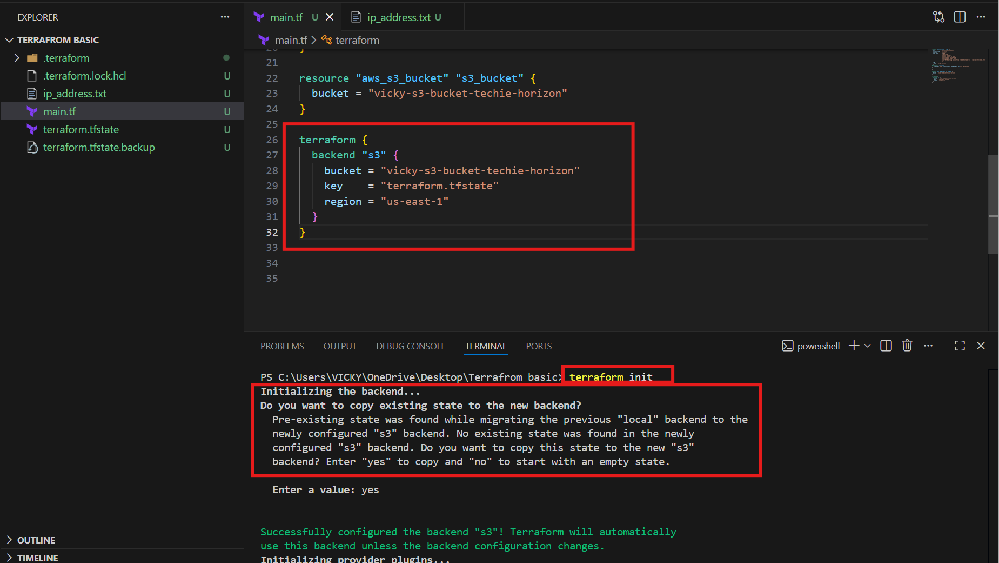 EXPLORER
TERRAFROM BASIC
.terraform
.terraform.lock.hcl U
ip_address.txt U
main.tf U
terraform.tfstate U
terraform.tfstate.backup U
OUTLINE
TIMELINE
main.tf U
ip_address.txt U
main.tf > terraform
20 }
21
22 resource "aws_s3_bucket" "s3_bucket" {
23 bucket = "vicky-s3-bucket-techie-horizon"
24 }
25
26 terraform {
27 backend "s3" {
28 bucket = "vicky-s3-bucket-techie-horizon"
29 key = "terraform.tfstate"
30 region = "us-east-1"
31 }
32 }
33
34
35
PROBLEMS OUTPUT DEBUG CONSOLE TERMINAL PORTS
powershell
PS C:\Users\VICKY\OneDrive\Desktop\Terrafrom basic> terraform init
Initializing the backend...
Do you want to copy existing state to the new backend?
Pre-existing state was found while migrating the previous "local" backend to the
newly configured "s3" backend. No existing state was found in the newly
configured "s3" backend. Do you want to copy this state to the new "s3"
backend? Enter "yes" to copy and "no" to start with an empty state.
Enter a value: yes
Successfully configured the backend "s3"! Terraform will automatically
use this backend unless the backend configuration changes.
Initializing provider plugins...